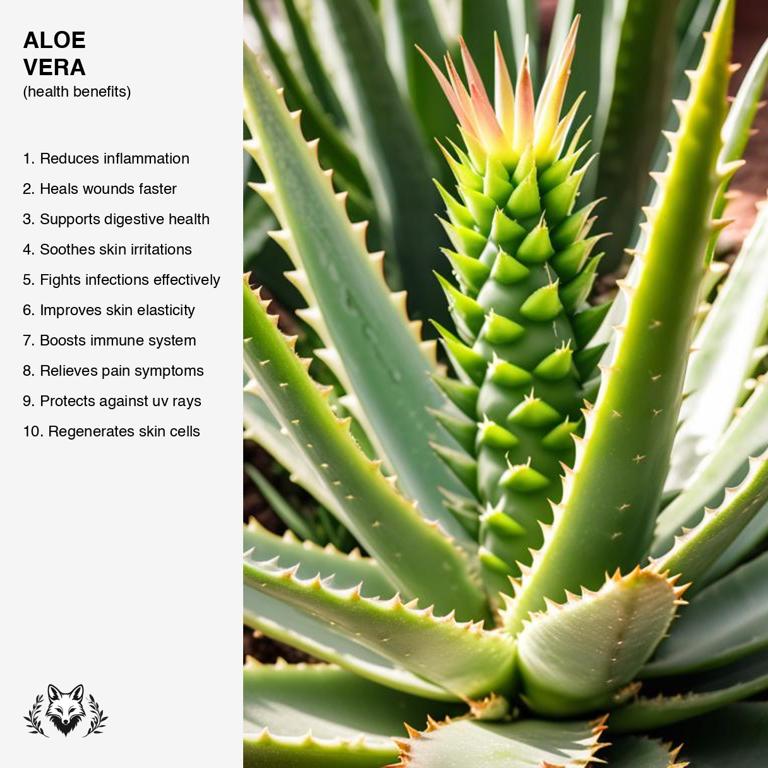 ALOE
VERA
(health benefits)
1. Reduces inflammation
2. Heals wounds faster
3. Supports digestive health
4. Soothes skin irritations
5. Fights infections effectively
6. Improves skin elasticity
7. Boosts immune system
8. Relieves pain symptoms
9. Protects against uv rays
10. Regenerates skin cells